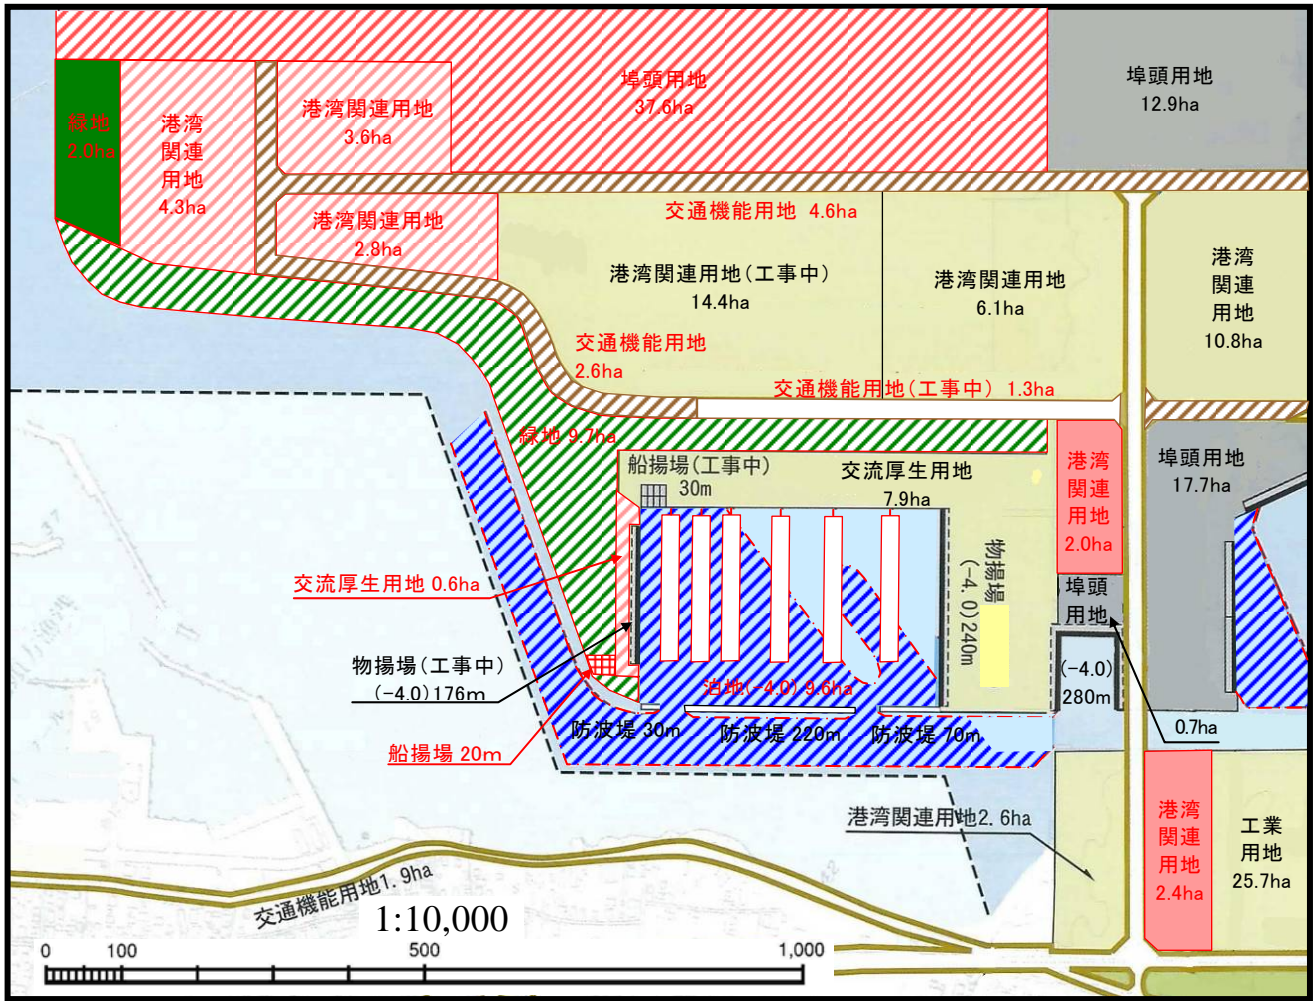 埠頭用地
37.6ha
埠頭用地
12.9ha
緑地
2.0ha
港湾
関連
用地
4.3ha
港湾関連用地
3.6ha
港湾関連用地
2.8ha
交通機能用地 4.6ha
港湾関連用地(工事中)
14.4ha
港湾関連用地
6.1ha
港湾
関連
用地
10.8ha
交通機能用地
2.6ha
交通機能用地(工事中) 1.3ha
緑地 9.7ha
船揚場(工事中)
30m
交流厚生用地
7.9ha
港湾
関連
用地
2.0ha
埠頭用地
17.7ha
物揚場
(-4.0)240m
交流厚生用地 0.6ha
埠頭
用地
物揚場(工事中)
(-4.0)176m
泊地(-4.0) 9.6ha
(-4.0)
280m
0.7ha
船揚場 20m
防波堤 30m
防波堤 220m
防波堤 70m
港湾関連用地2.6ha
港湾
関連
用地
2.4ha
工業
用地
25.7ha
交通機能用地1.9ha
1:10,000
0
100
500
1,000